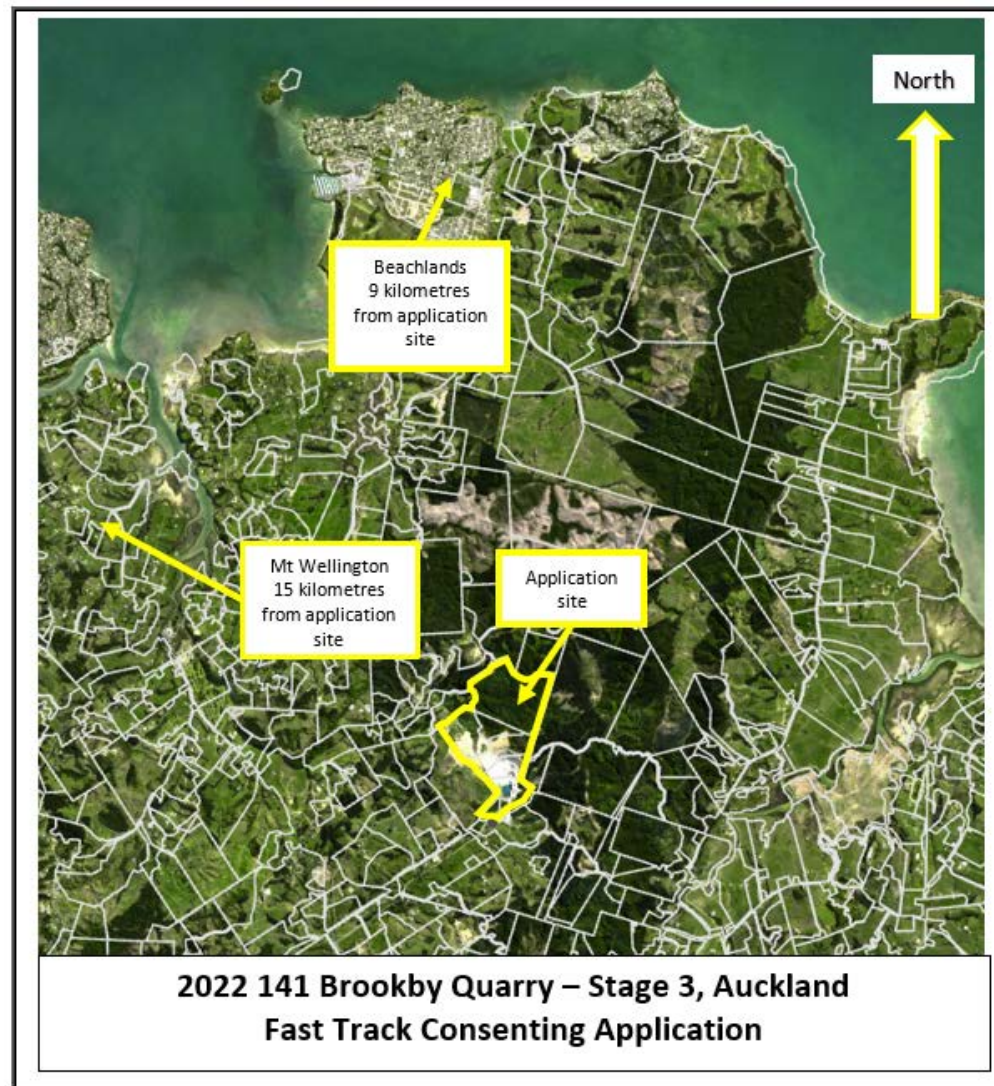 North
Beachlands
9 kilometres
from application
site
Mt Wellington
15 kilometres
from application
site
Application
site
2022 141 Brookby Quarry – Stage 3, Auckland
Fast Track Consenting Application